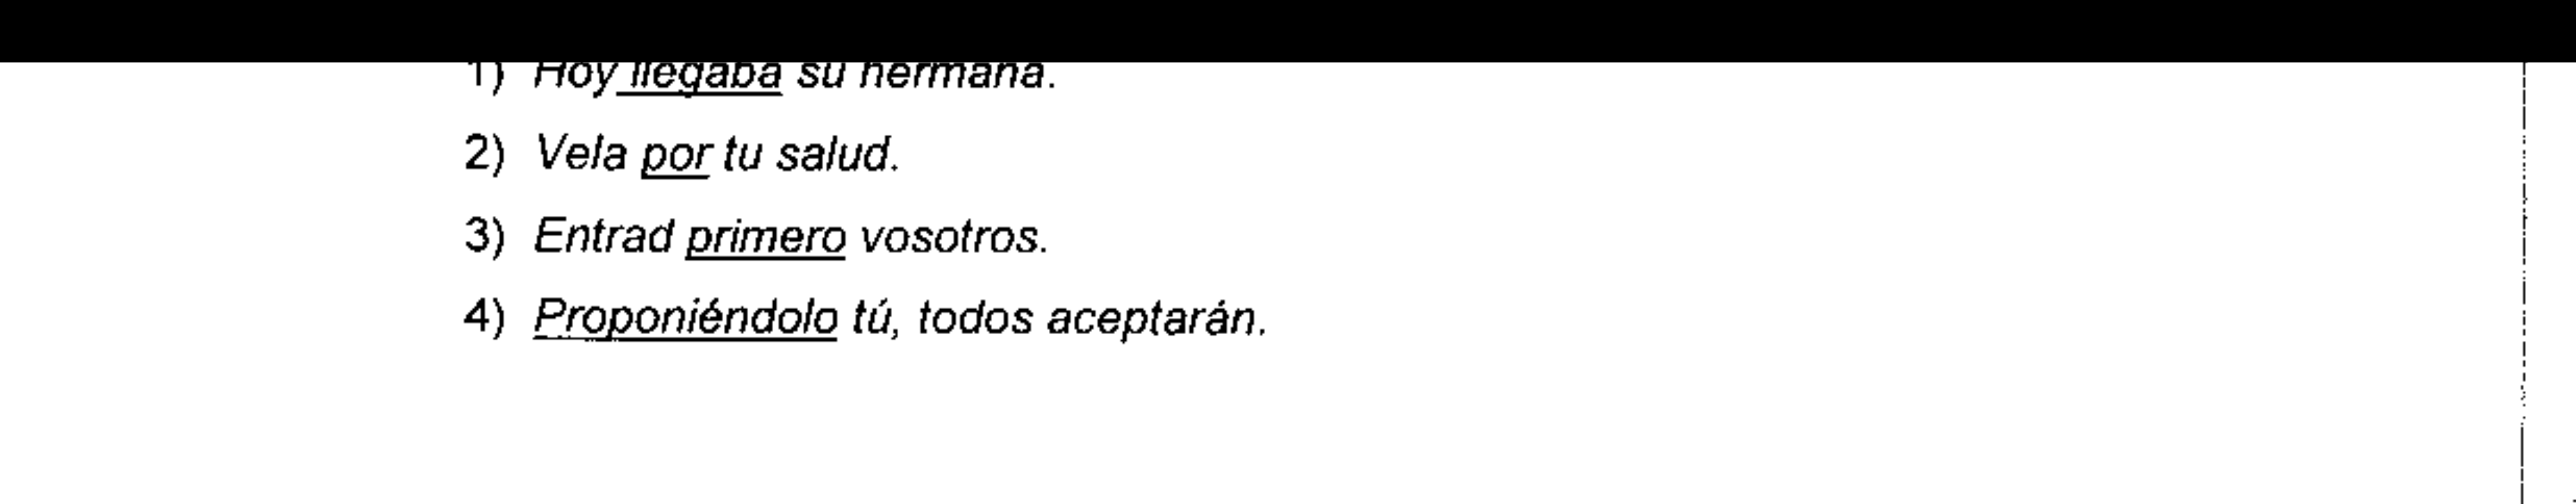 1) Hoy llegaba su hermana.
2) Vela por tu salud.
3) Entrad primero vosotros.
4) Proponiéndolo tú, todos aceptarán.